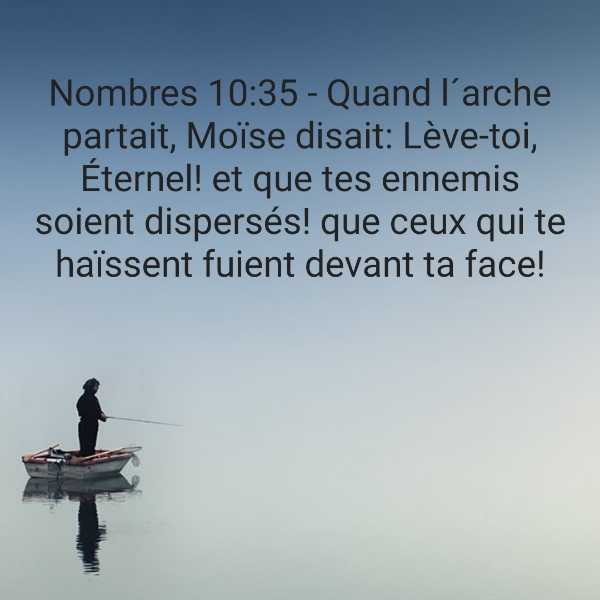 Nombres 10:35 - Quand l´arche
partait, Moïse disait: Lève-toi,
Éternel! et que tes ennemis
soient dispersés! que ceux qui te
haïssent fuient devant ta face!